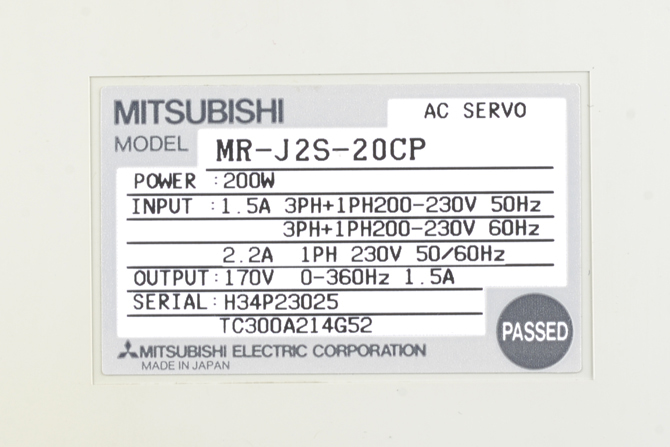 MITSUBISHI
AC SERVO
MODEL MR-J2S-20CP
POWER :200W
INPUT :1.5A 3PH+1PH200-230V 50Hz
3PH+1PH200-230V 60Hz
2.2A 1PH 230V 50/60Hz
OUTPUT:170V 0-360Hz 1.5A
SERIAL:H34P23025
TC300A214G52
PASSED
MITSUBISHI ELECTRIC CORPORATION
MADE IN JAPAN